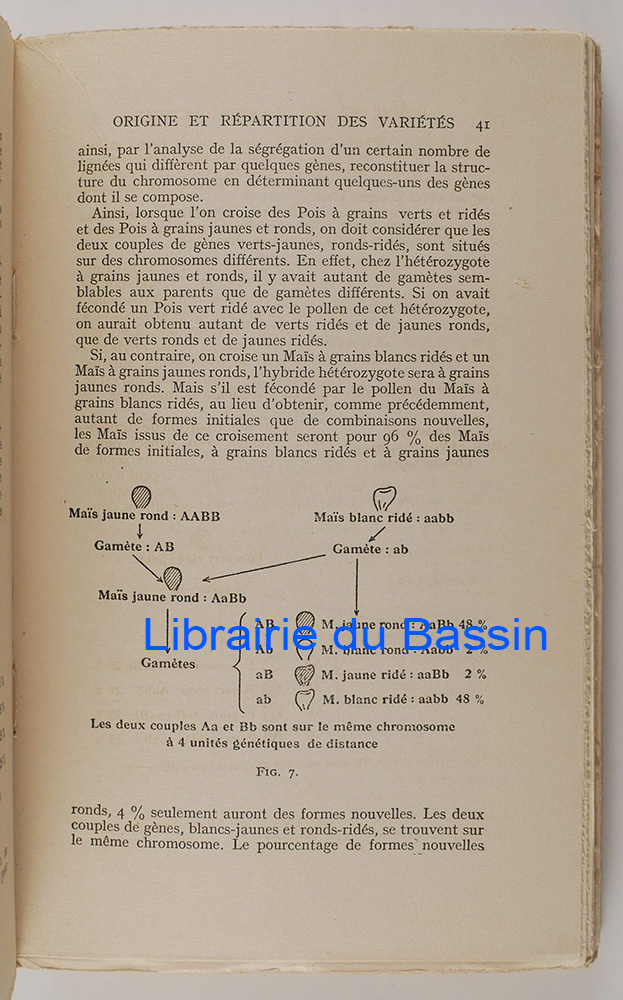 ORIGINE ET RÉPARTITION DES VARIÉTÉS 41
ainsi, par l'analyse de la ségrégation d'un certain nombre de
lignées qui diffèrent par quelques gènes, reconstituer la struc-
ture du chromosome en déterminant quelques-uns des gènes
dont il se compose.
Ainsi, lorsque l'on croise des Pois à grains verts et ridés
et des Pois à grains jaunes et ronds, on doit considérer que les
deux couples de gènes verts-jaunes, ronds-ridés, sont situés
sur des chromosomes différents. En effet, chez l'hétérozygote
à grains jaunes et ronds, il y avait autant de gamètes sem-
blables aux parents que de gamètes différents. Si on avait
fécondé un Pois vert ridé avec le pollen de cet hétérozygote,
on aurait obtenu autant de verts ridés et de jaunes ronds,
que de verts ronds et de jaunes ridés.
Si, au contraire, on croise un Maïs à grains blancs ridés et un
Maïs à grains jaunes ronds, l'hybride hétérozygote sera à grains
jaunes ronds. Mais s'il est fécondé par le pollen du Maïs à
grains blancs ridés, au lieu d'obtenir, comme précédemment,
autant de formes initiales que de combinaisons nouvelles,
les Maïs issus de ce croisement seront pour 96 % des Maïs
de formes initiales, à grains blancs ridés et à grains jaunes
Maïs jaune rond : AABB
Maïs blanc ridé : aabb
Gamète : AB
Gamète : ab
Maïs jaune rond : AaBb
AB M. jaune rond : AaBb 48 %
Librairie du Bassin
Ab M. blanc rond : Aabb 2 %
Gamètes
aB M. jaune ridé : aaBb 2 %
ab M. blanc ridé : aabb 48 %
Les deux couples Aa et Bb sont sur le même chromosome
à 4 unités génétiques de distance
FIG. 7.
ronds, 4 % seulement auront des formes nouvelles. Les deux
couples de gènes, blancs-jaunes et ronds-ridés, se trouvent sur
le même chromosome. Le pourcentage de formes nouvelles